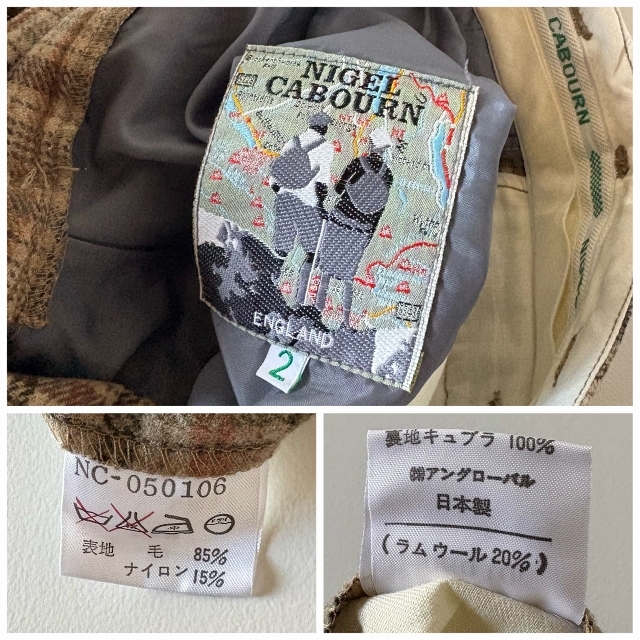 NIGEL
CABOURN
ENGLAND
2
CABOURN
NC-050106
表地 毛 85%
ナイロン 15%
裏地キュプラ 100%
㈱アングローバル
日本製
(ラムウール20%)